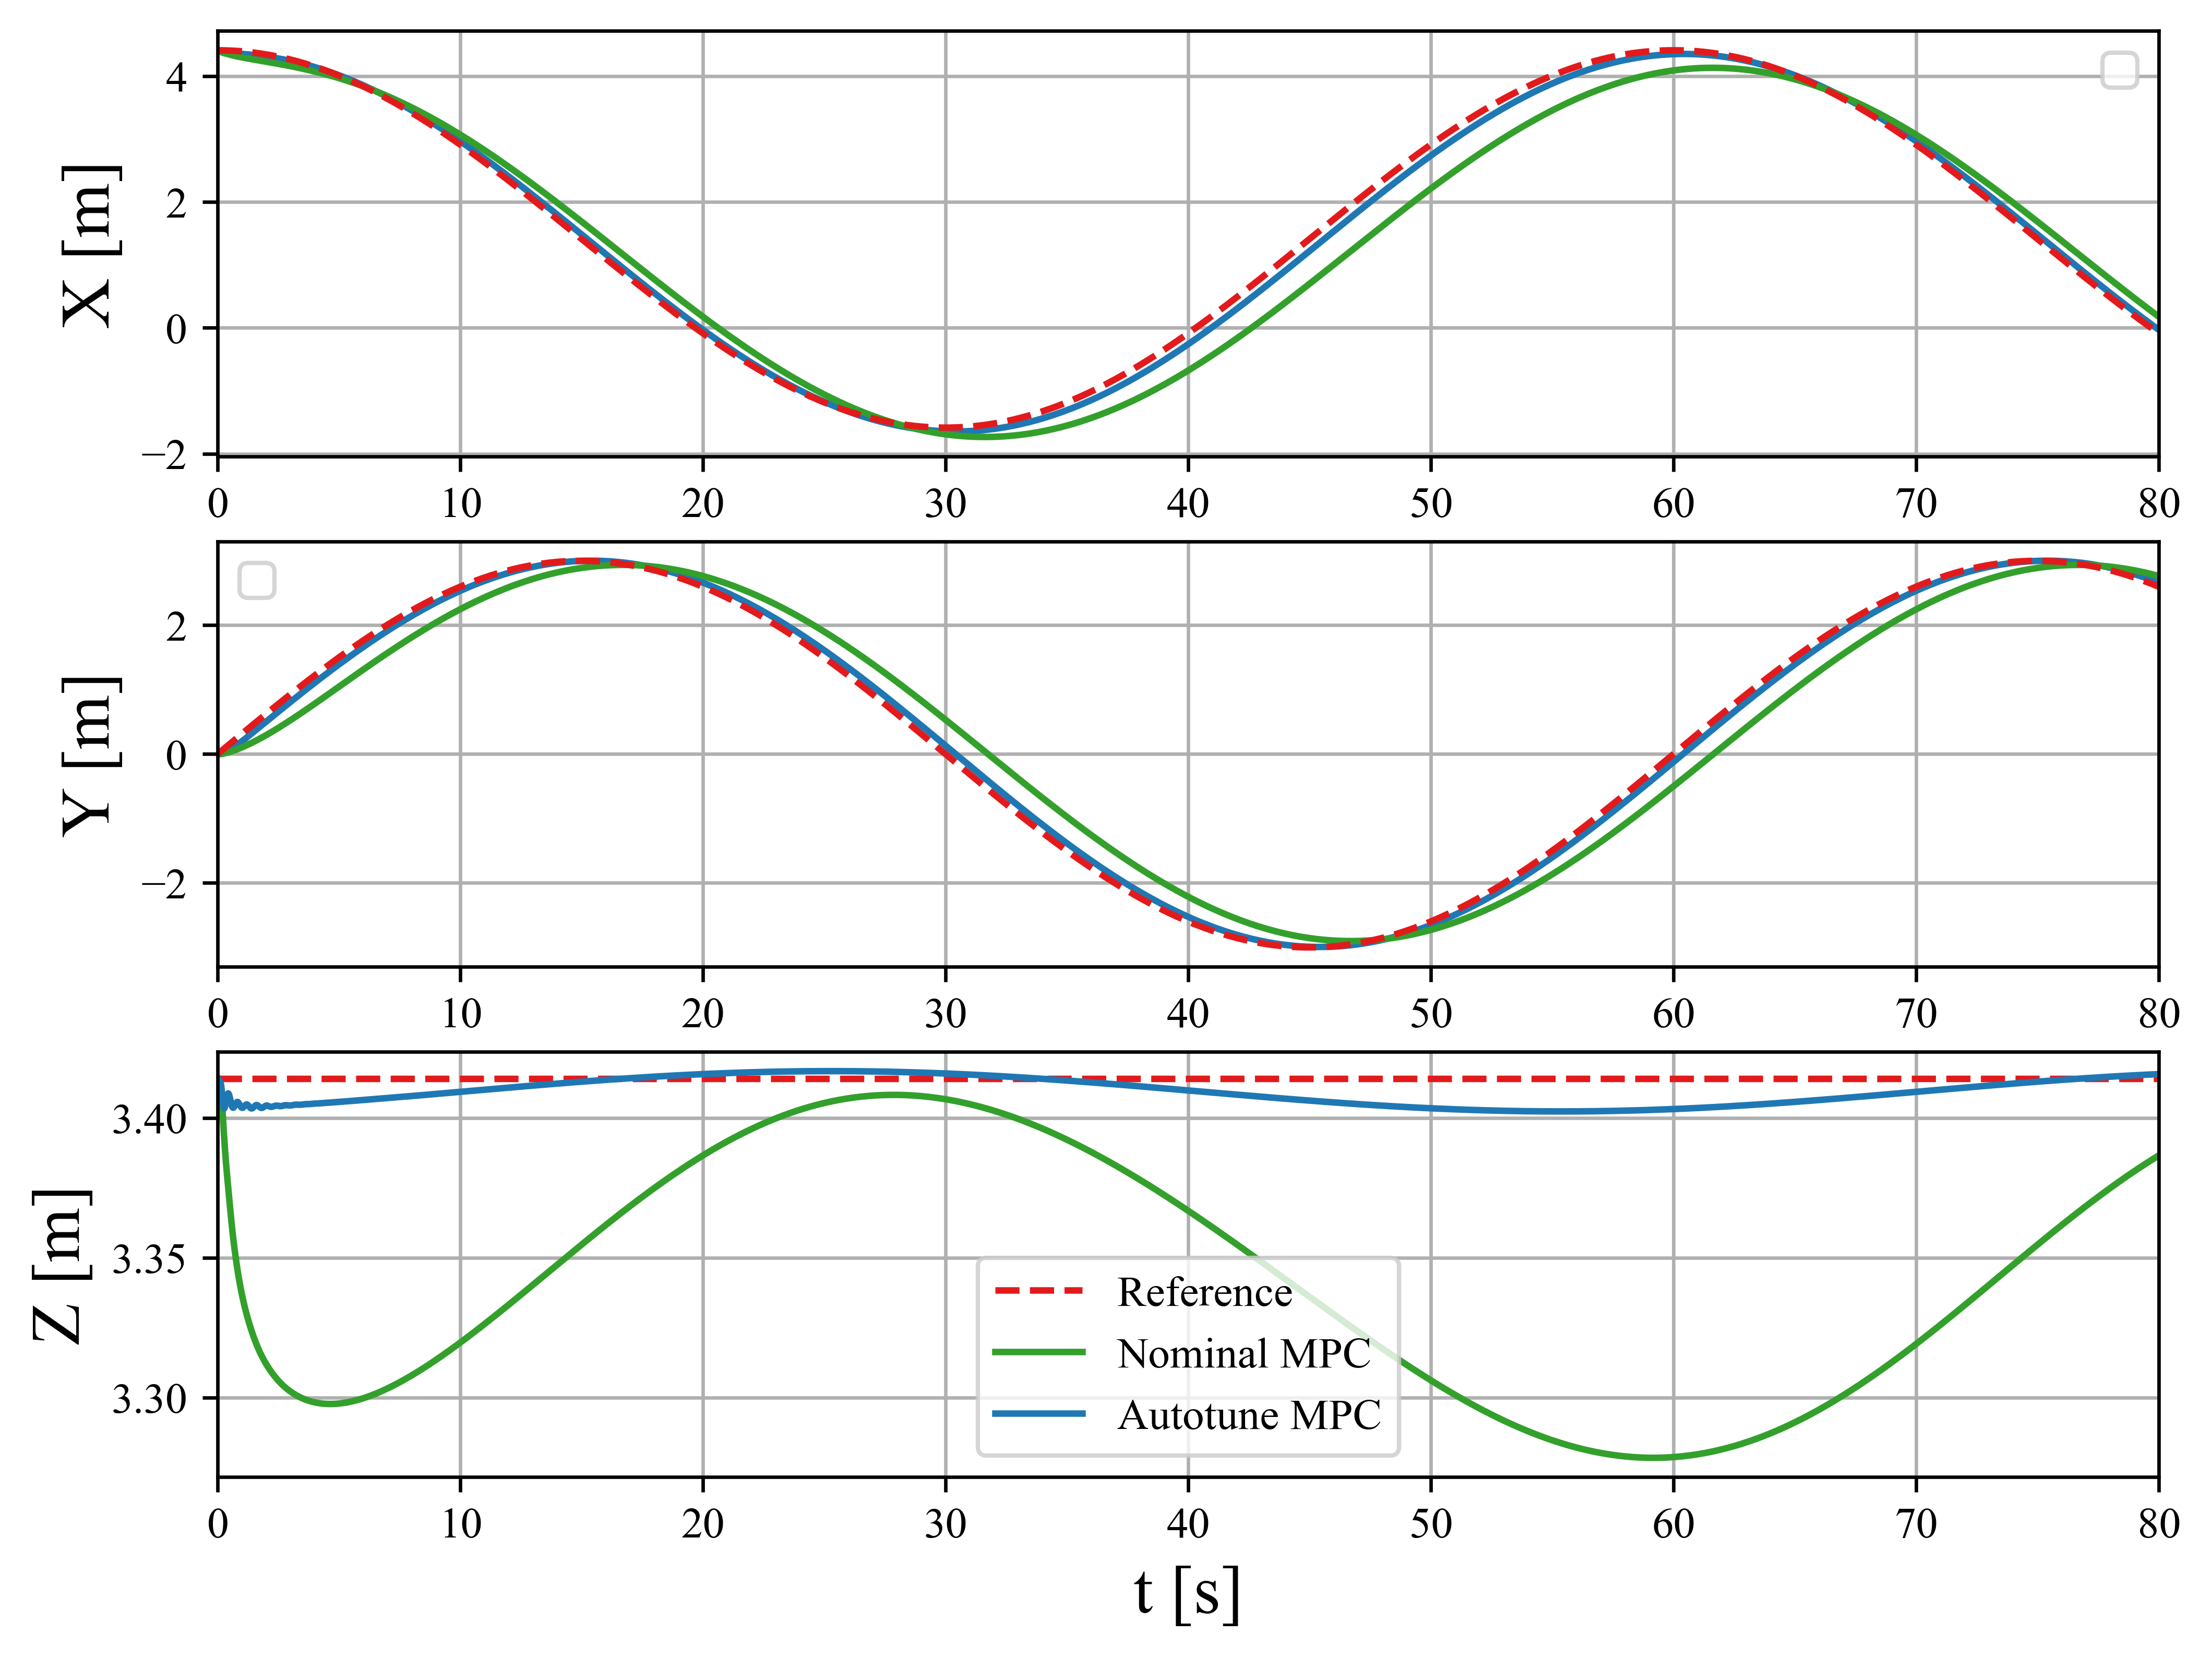 X [m]
4
2
0
−2
0 10 20 30 40 50 60 70 80
Y [m]
2
0
−2
0 10 20 30 40 50 60 70 80
Z [m]
3.40
3.35
3.30
Reference
Nominal MPC
Autotune MPC
0 10 20 30 40 50 60 70 80
t [s]